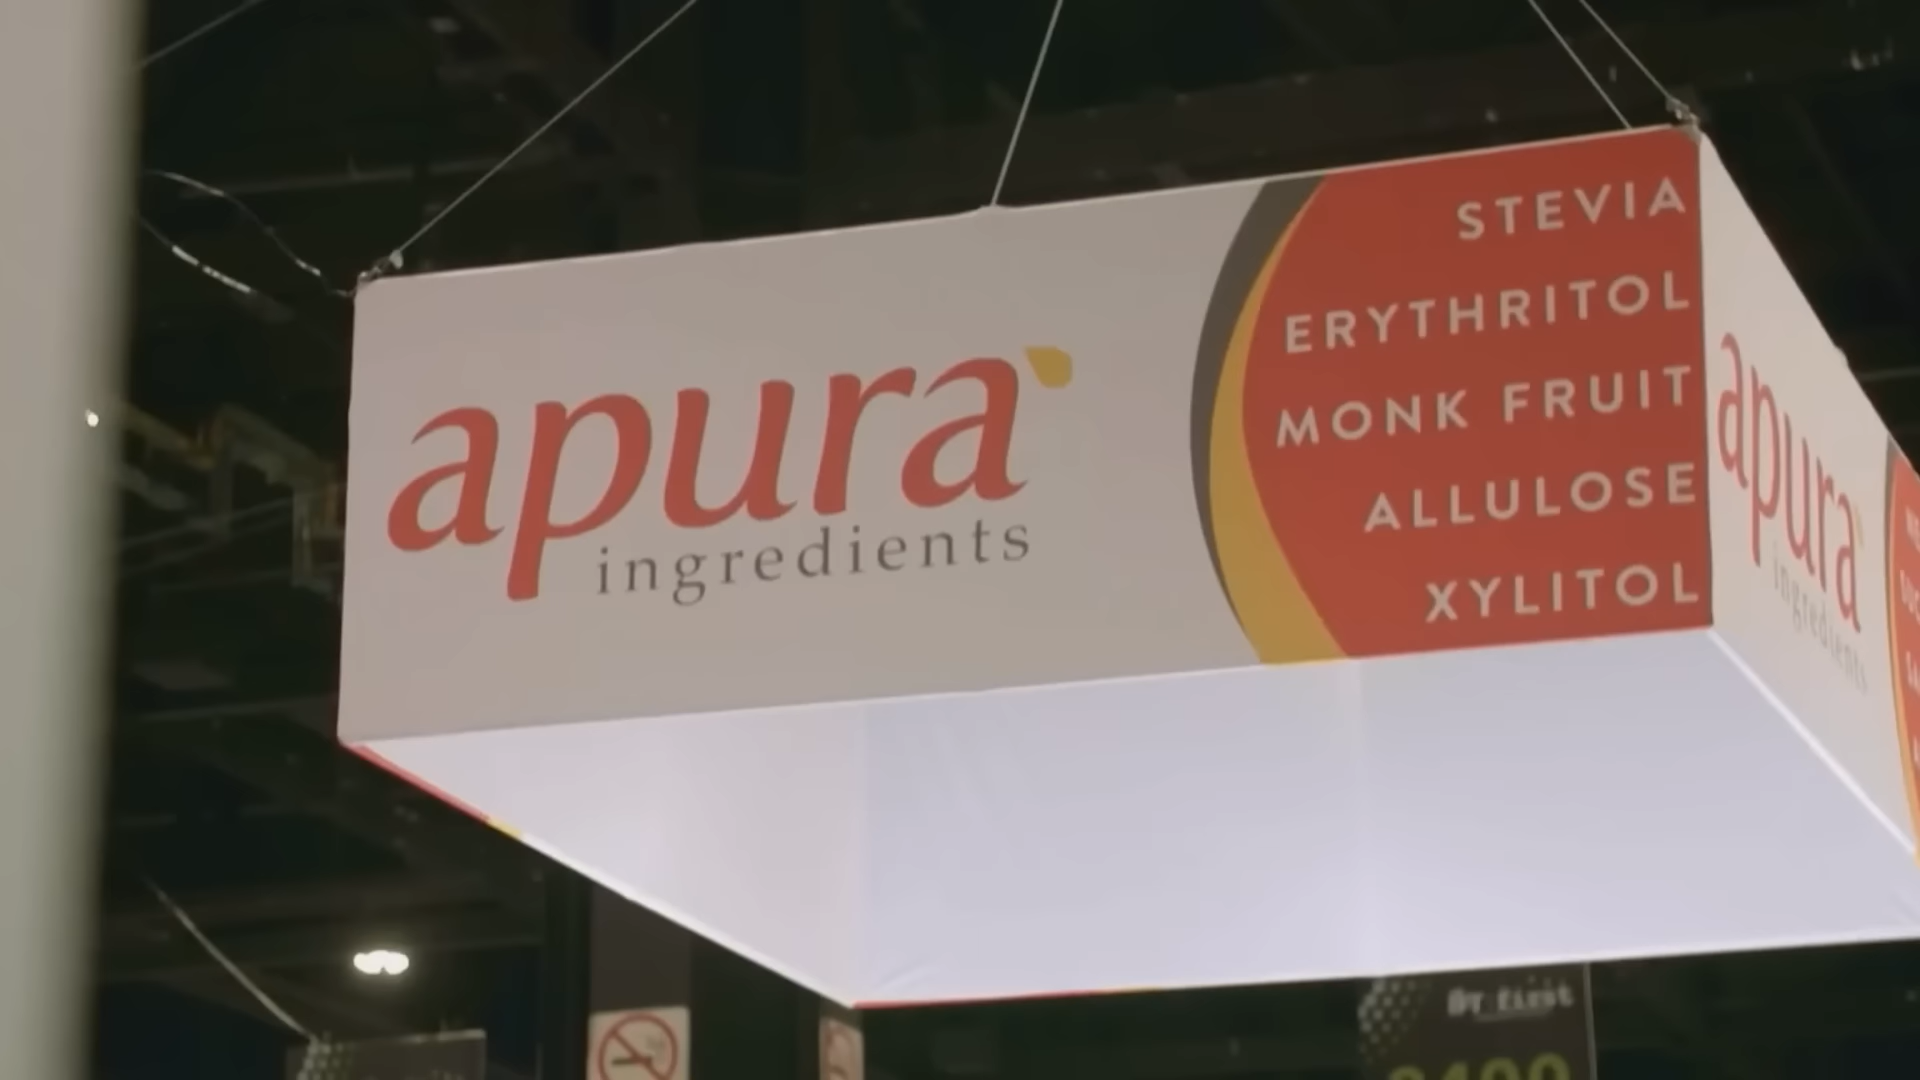 apura
ingredients
STEVIA
ERYTHRITOL
MONK FRUIT
ALLULOSE
XYLITOL
apura
ingredients